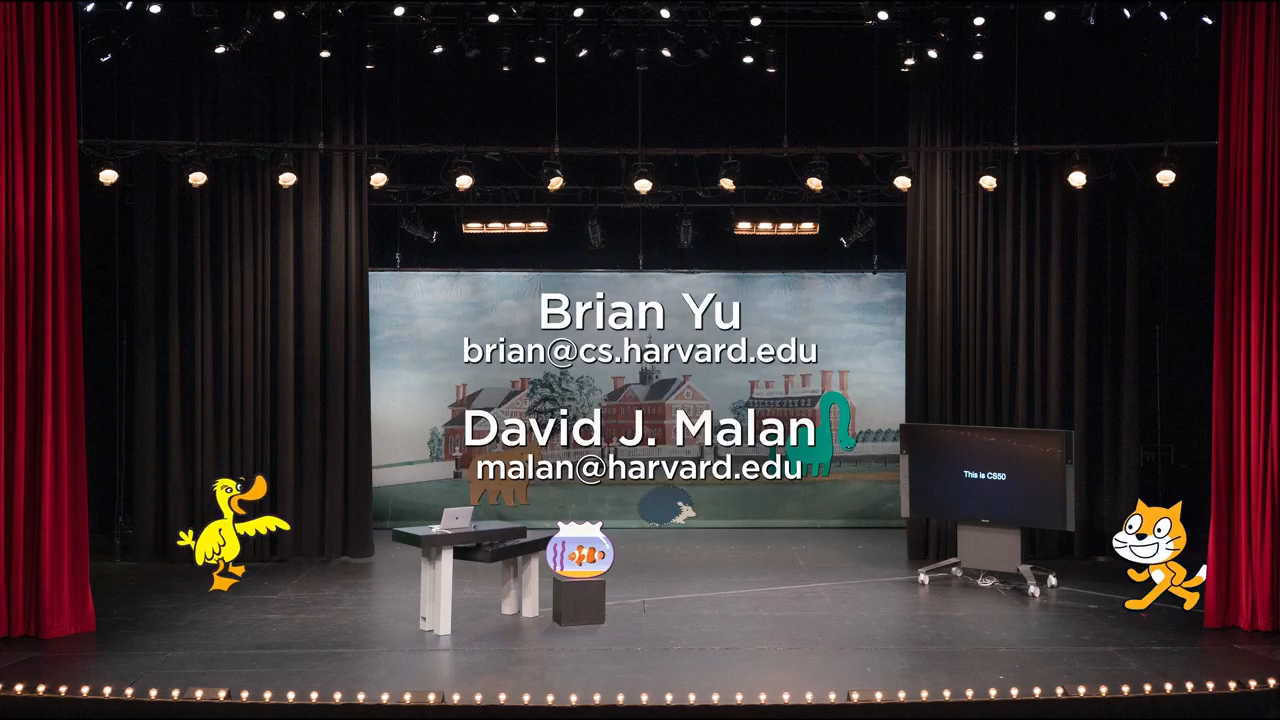 Brian Yu
brian@cs.harvard.edu
David J. Malan
malan@harvard.edu
This is CS50